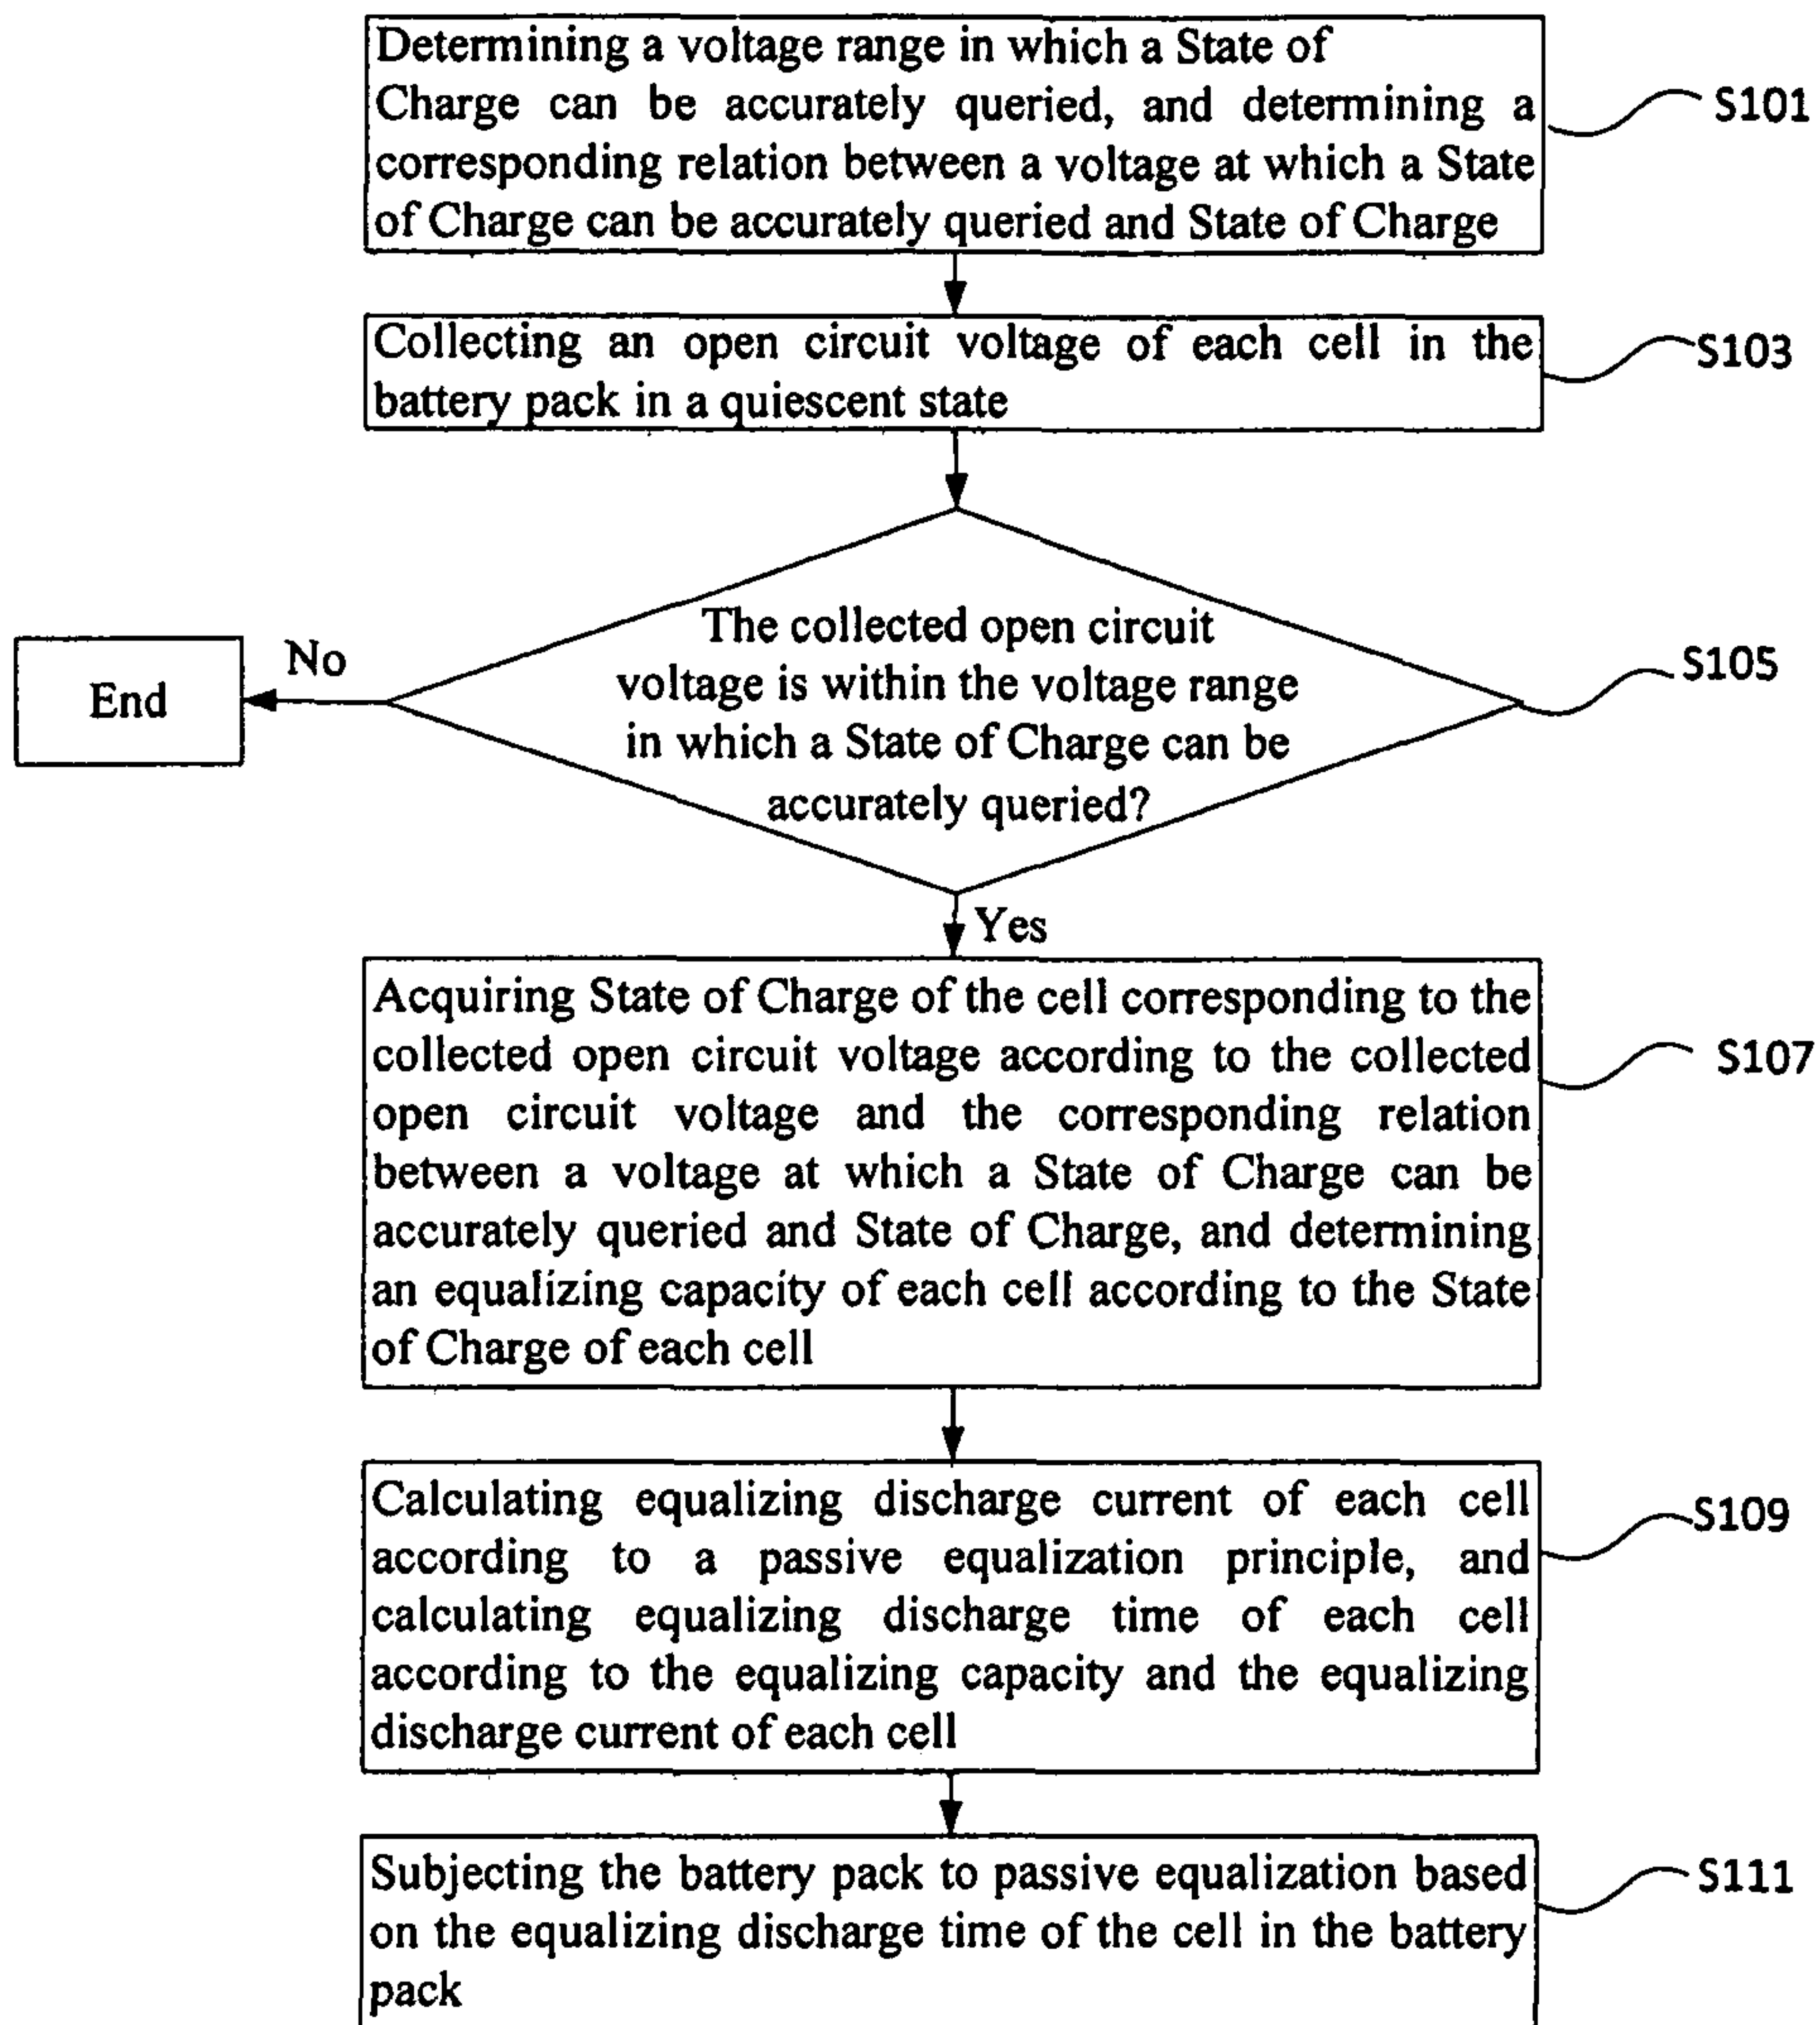 Determining a voltage range in which a State of
Charge can be accurately queried, and determining a
corresponding relation between a voltage at which a State
of Charge can be accurately queried and State of Charge
S101
Collecting an open circuit voltage of each cell in the
battery pack in a quiescent state
S103
The collected open circuit
voltage is within the voltage range
in which a State of Charge can be
accurately queried?
S105
No
End
Yes
Acquiring State of Charge of the cell corresponding to the
collected open circuit voltage according to the collected
open circuit voltage and the corresponding relation
between a voltage at which a State of Charge can be
accurately queried and State of Charge, and determining
an equalizing capacity of each cell according to the State
of Charge of each cell
S107
Calculating equalizing discharge current of each cell
according to a passive equalization principle, and
calculating equalizing discharge time of each cell
according to the equalizing capacity and the equalizing
discharge current of each cell
S109
Subjecting the battery pack to passive equalization based
on the equalizing discharge time of the cell in the battery
pack
S111